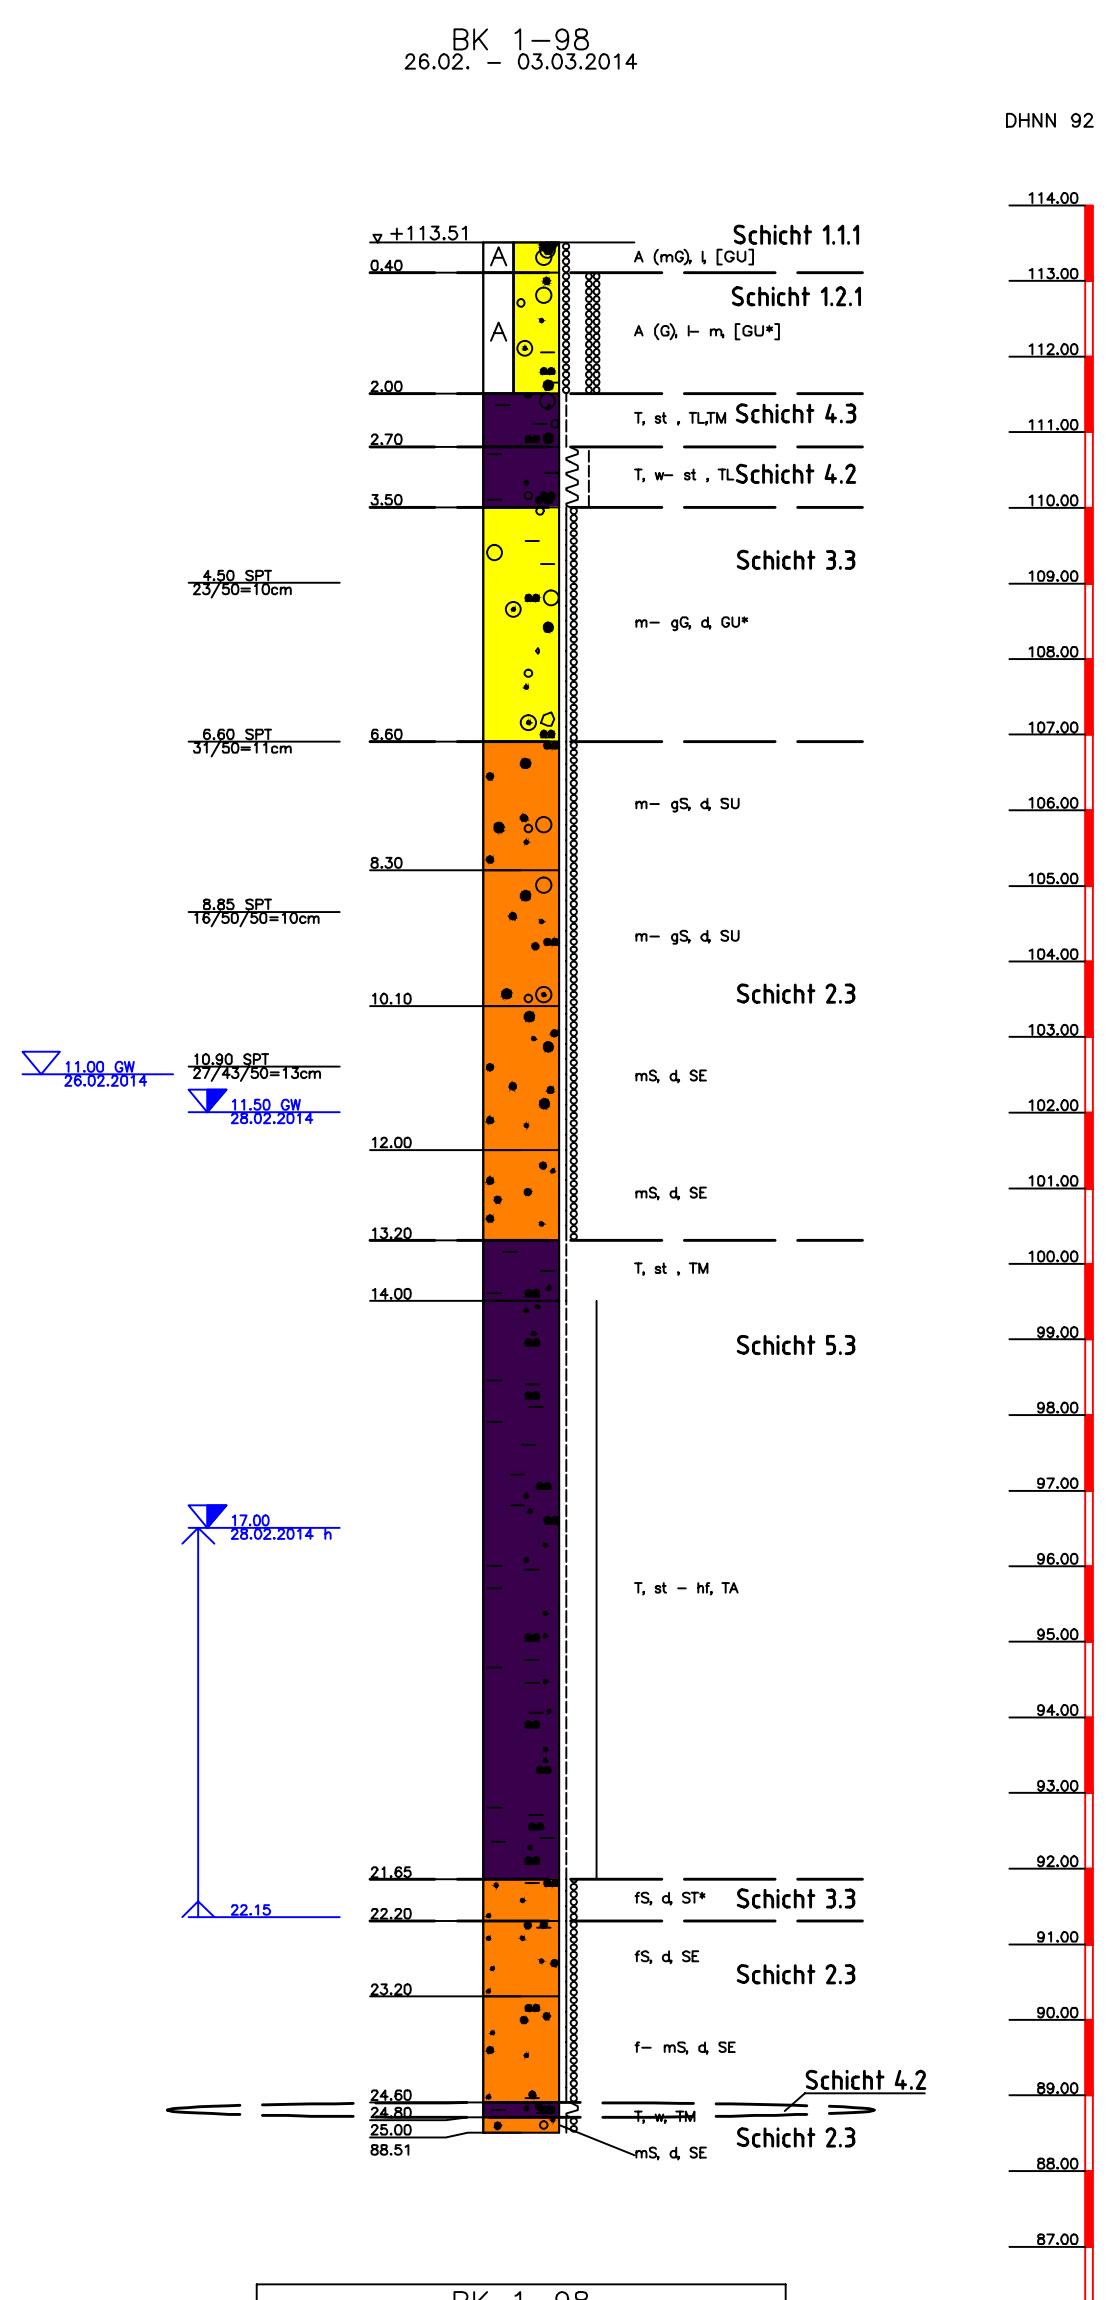 BK 1-98
26.02. - 03.03.2014
DHNN 92
114.00
+113.51
Schicht 1.1.1
A
A (mG), l, [GU]
0.40
113.00
Schicht 1.2.1
A
A (G), l- m, [GU*]
112.00
2.00
T, st , TL,TM
Schicht 4.3
111.00
2.70
T, w- st , TL
Schicht 4.2
3.50
110.00
Schicht 3.3
4.50 SPT
23/50=10cm
109.00
m- gG, d, GU*
108.00
6.60 SPT
31/50=11cm
6.60
107.00
m- gS, d, SU
106.00
8.30
105.00
8.85 SPT
16/50/50=10cm
m- gS, d, SU
104.00
Schicht 2.3
10.10
103.00
11.00 GW
26.02.2014
10.90 SPT
27/43/50=13cm
mS, d, SE
11.50 GW
28.02.2014
102.00
12.00
101.00
mS, d, SE
13.20
100.00
T, st , TM
14.00
99.00
Schicht 5.3
98.00
97.00
17.00
28.02.2014 h
96.00
T, st - hf, TA
95.00
94.00
93.00
92.00
21.65
fS, d, ST*
Schicht 3.3
22.15
22.20
91.00
fS, d, SE
Schicht 2.3
23.20
90.00
f- mS, d, SE
Schicht 4.2
89.00
24.60
24.80
T, w, TM
25.00
Schicht 2.3
88.51
mS, d, SE
88.00
87.00
BK 1-98